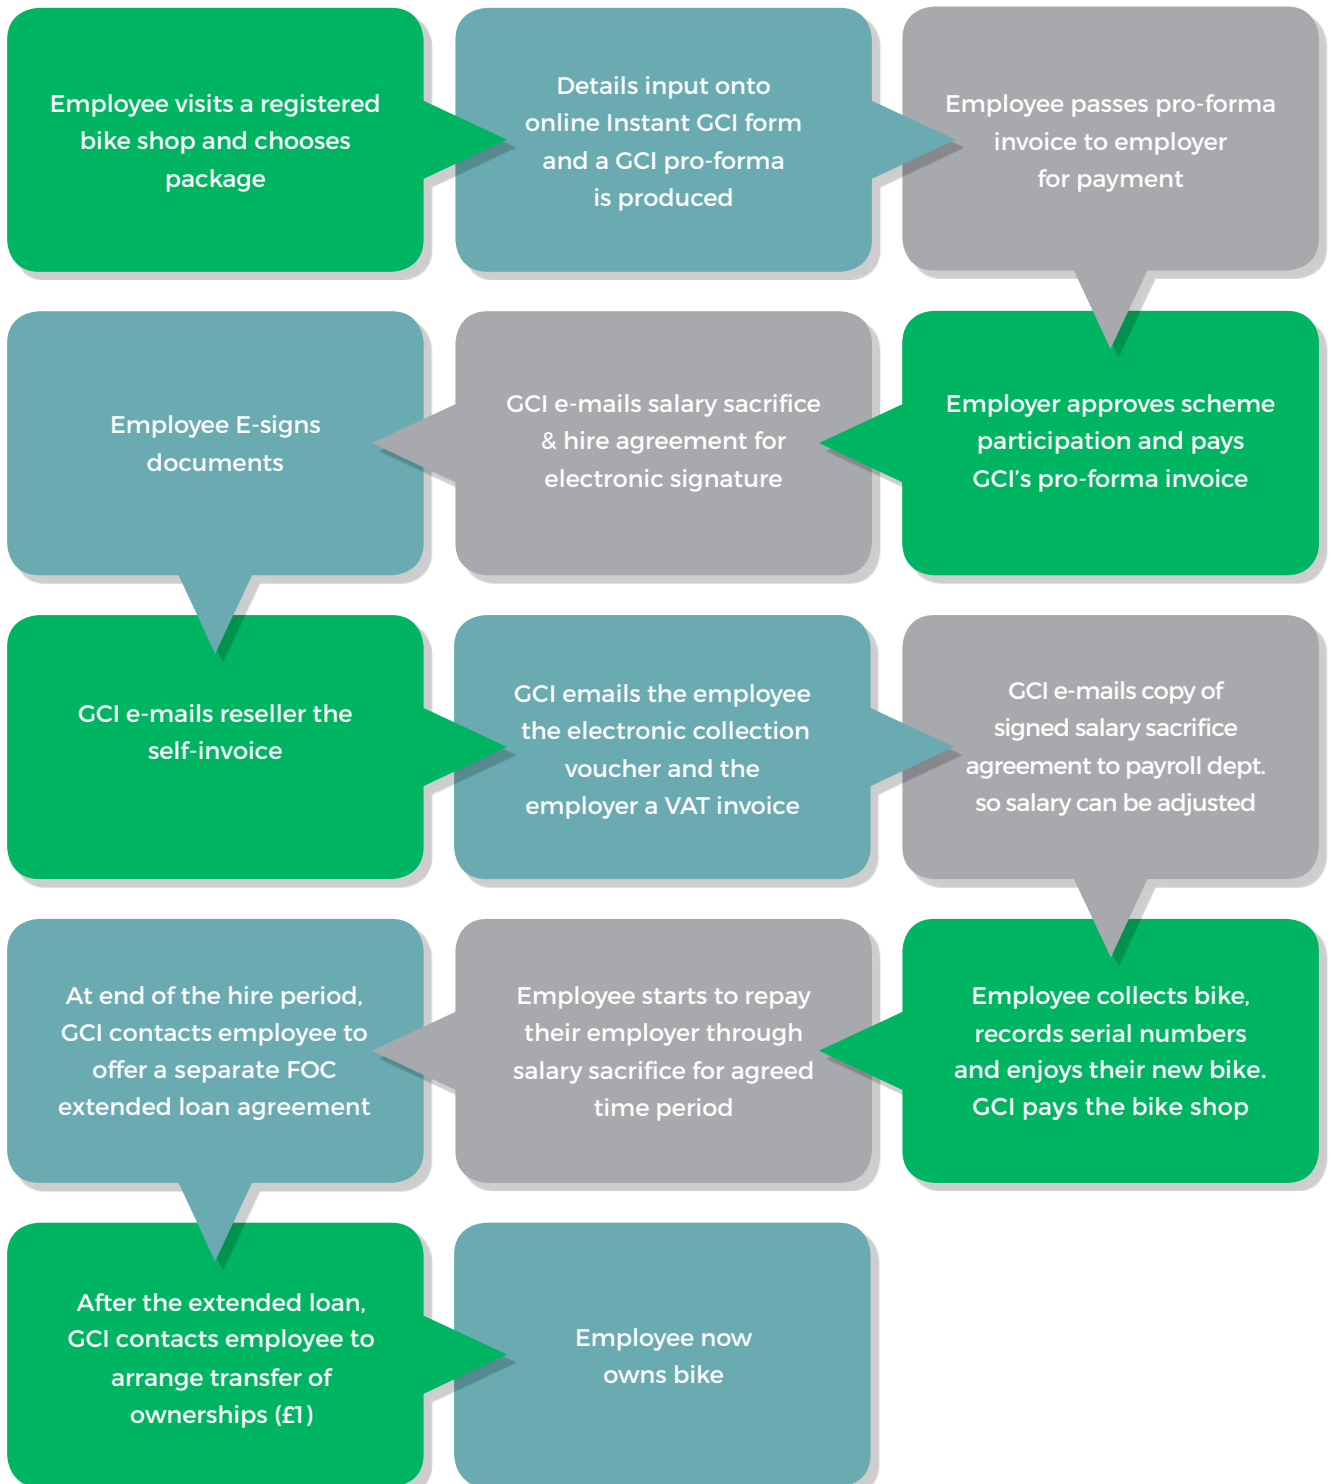 Employee visits a registered
bike shop and chooses
package
Details input onto
online Instant GCI form
and a GCI pro-forma
is produced
Employee passes pro-forma
invoice to employer
for payment
Employer approves scheme
participation and pays
GCI’s pro-forma invoice
GCI e-mails salary sacrifice
& hire agreement for
electronic signature
Employee E-signs
documents
GCI e-mails reseller the
self-invoice
GCI emails the employee
the electronic collection
voucher and the
employer a VAT invoice
GCI e-mails copy of
signed salary sacrifice
agreement to payroll dept.
so salary can be adjusted
Employee collects bike,
records serial numbers
and enjoys their new bike.
GCI pays the bike shop
Employee starts to repay
their employer through
salary sacrifice for agreed
time period
At end of the hire period,
GCI contacts employee to
offer a separate FOC
extended loan agreement
After the extended loan,
GCI contacts employee to
arrange transfer of
ownerships (£1)
Employee now
owns bike